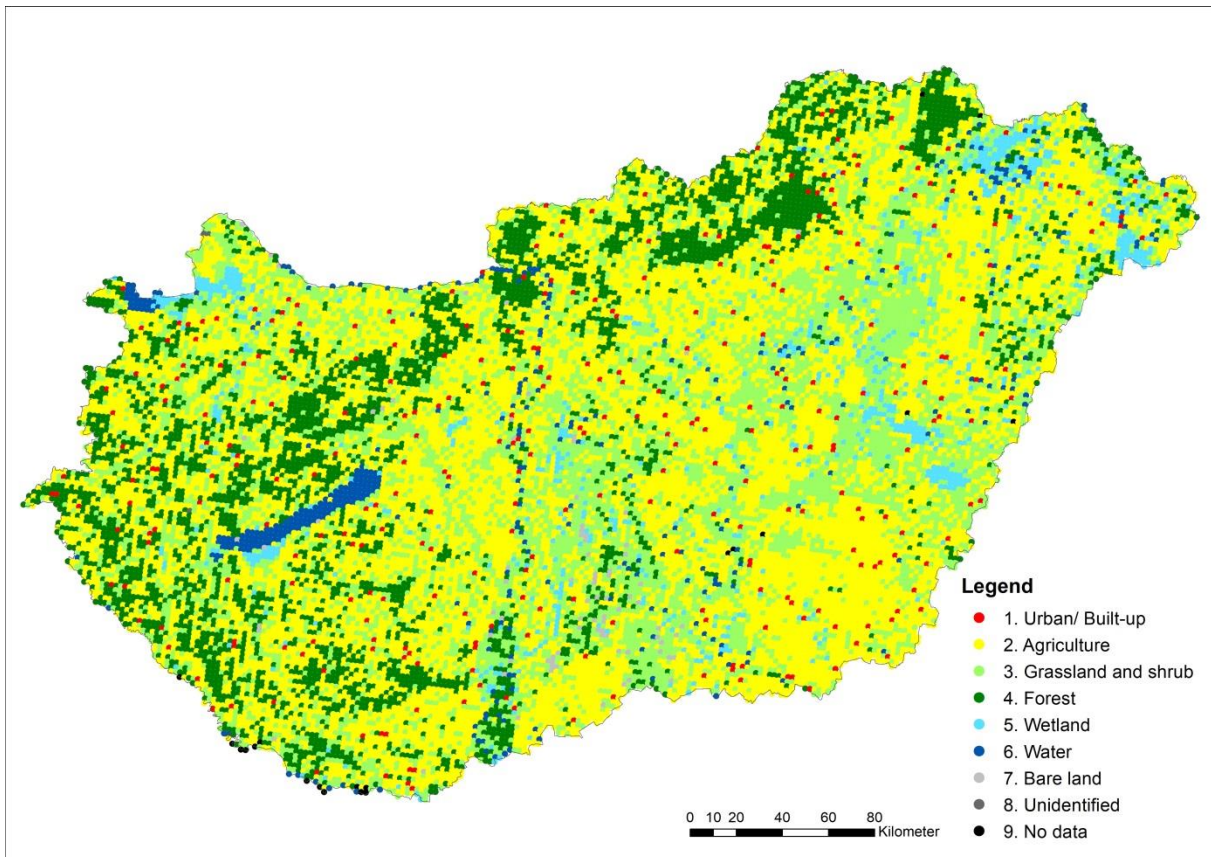 Legend
1. Urban/ Built-up
2. Agriculture
3. Grassland and shrub
4. Forest
5. Wetland
6. Water
7. Bare land
8. Unidentified
9. No data
0 10 20 40 60 80
Kilometer